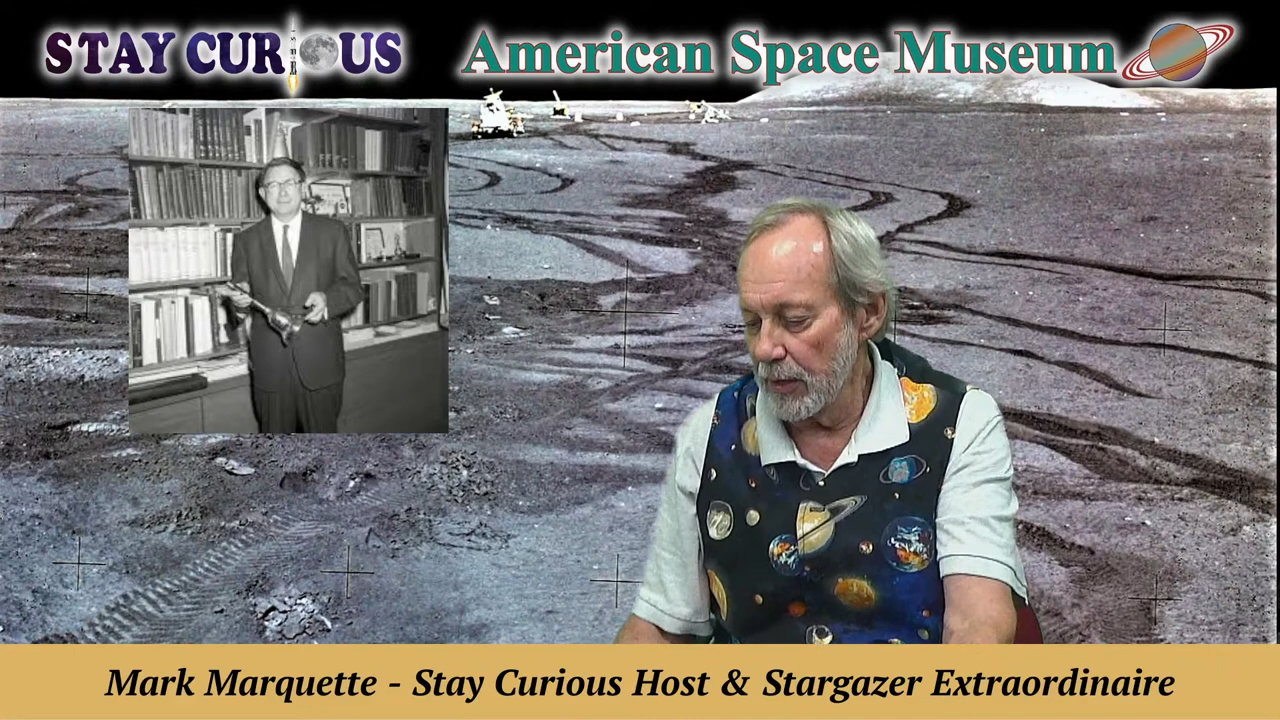 STAY CURIOUS
American Space Museum
Mark Marquette - Stay Curious Host & Stargazer Extraordinaire